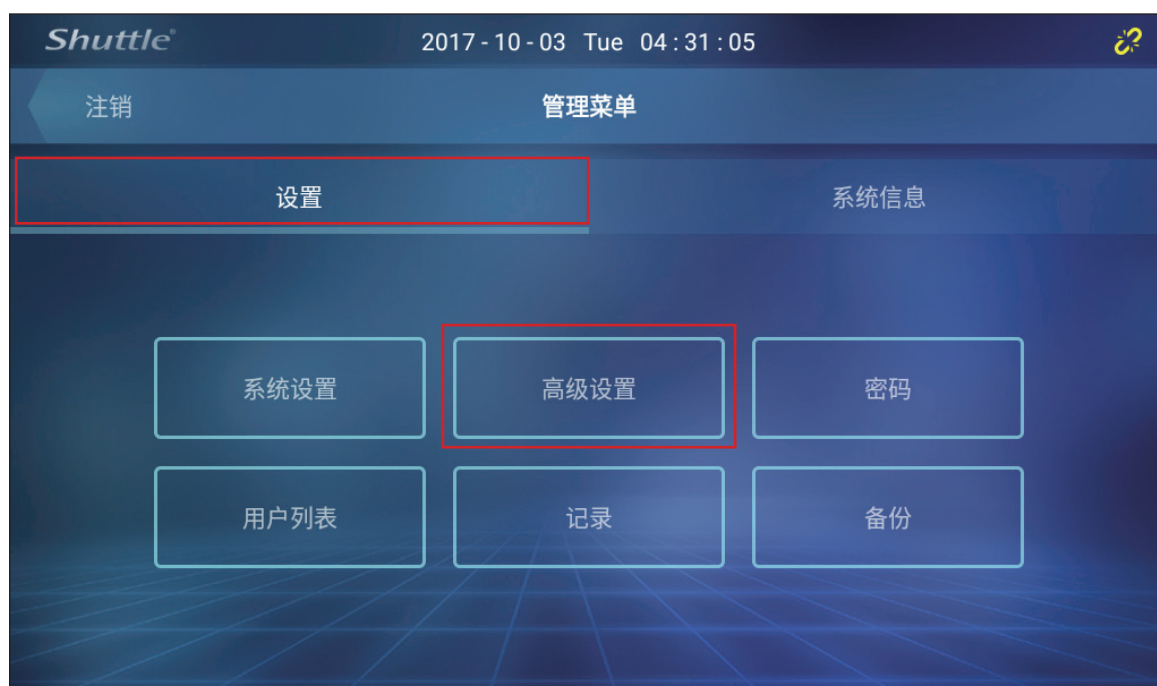 Shuttle® 2017-10-03 Tue 04:31:05
注销 管理菜单
设置 系统信息
系统设置 高级设置 密码
用户列表 记录 备份